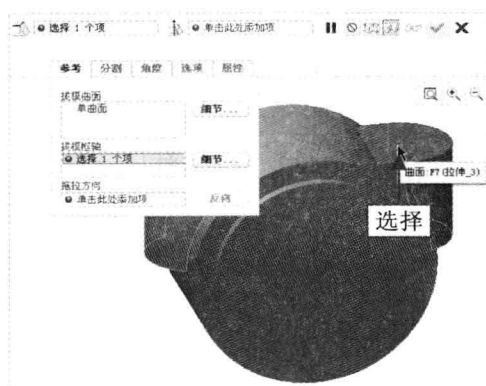 选择 1 个项 单击此处添加项
参考 分割 角度 选项 属性
拔模曲面
单曲面 细节...
拔模枢轴
选择 1 个项 细节...
拖拉方向
单击此处添加项 反向
曲面:F7(拉伸_3)
选择